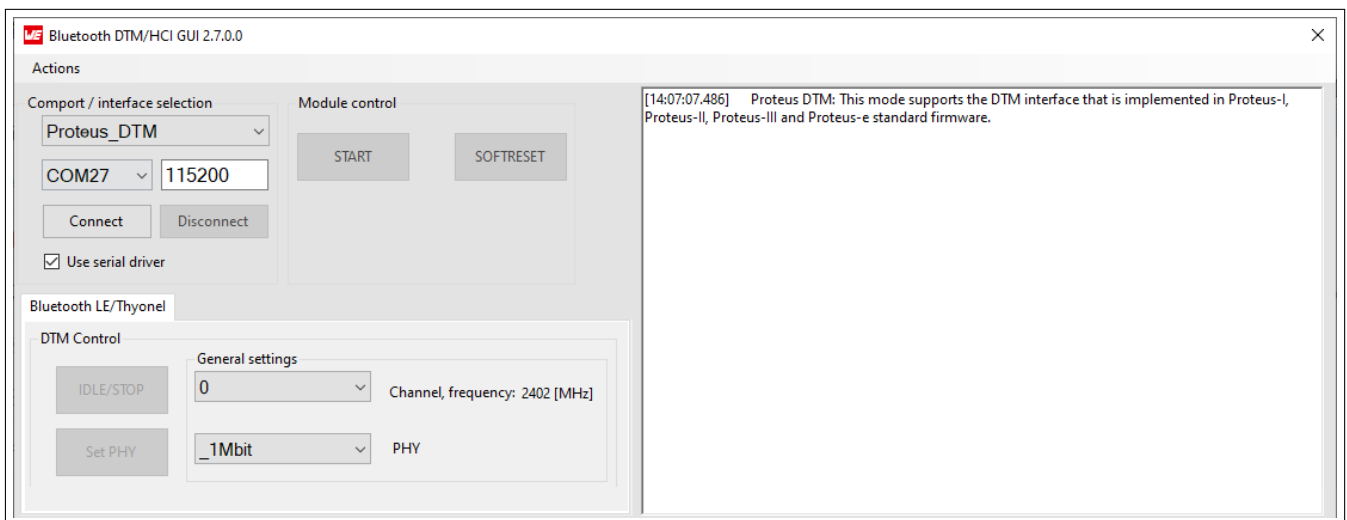 WE Bluetooth DTM/HCI GUI 2.7.0.0
Actions
Comport / interface selection
Proteus_DTM
COM27 115200
Connect Disconnect
Use serial driver
Module control
START SOFTRESET
[14:07:07.486] Proteus DTM: This mode supports the DTM interface that is implemented in Proteus-I,
Proteus-II, Proteus-III and Proteus-e standard firmware.
Bluetooth LE/Thyonel
DTM Control
IDLE/STOP
Set PHY
General settings
0 Channel, frequency: 2402 [MHz]
_1Mbit PHY